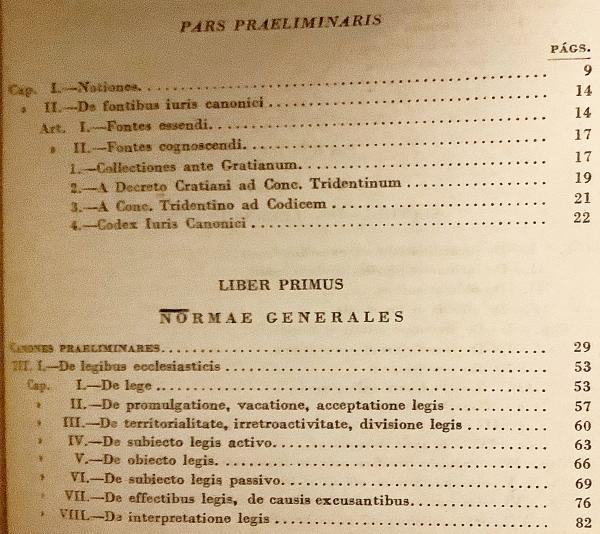 PARS PRAELIMINARIS
PÁGS.
Cap. I.—Notiones. 9
» II.—De fontibus iuris canonici 14
Art. I.—Fontes essendi. 14
» II.—Fontes cognoscendi. 17
1.—Collectiones ante Gratianum. 17
2.—A Decreto Cratiani ad Conc. Tridentinum 19
3.—A Conc. Tridentino ad Codicem 21
4.—Codex Iuris Canonici 22
LIBER PRIMUS
NORMAE GENERALES
CANONES PRAELIMINARES. 29
TIT. I.—De legibus ecclesiasticis 53
Cap. I.—De lege 53
» II.—De promulgatione, vacatione, acceptatione legis 57
» III.—De territorialitate, irretroactivitate, divisione legis 60
» IV.—De subiecto legis activo. 63
» V.—De obiecto legis. 66
» VI.—De subiecto legis passivo. 69
» VII.—De effectibus legis, de causis excusantibus. 76
» VIII.—De interpretatione legis 82